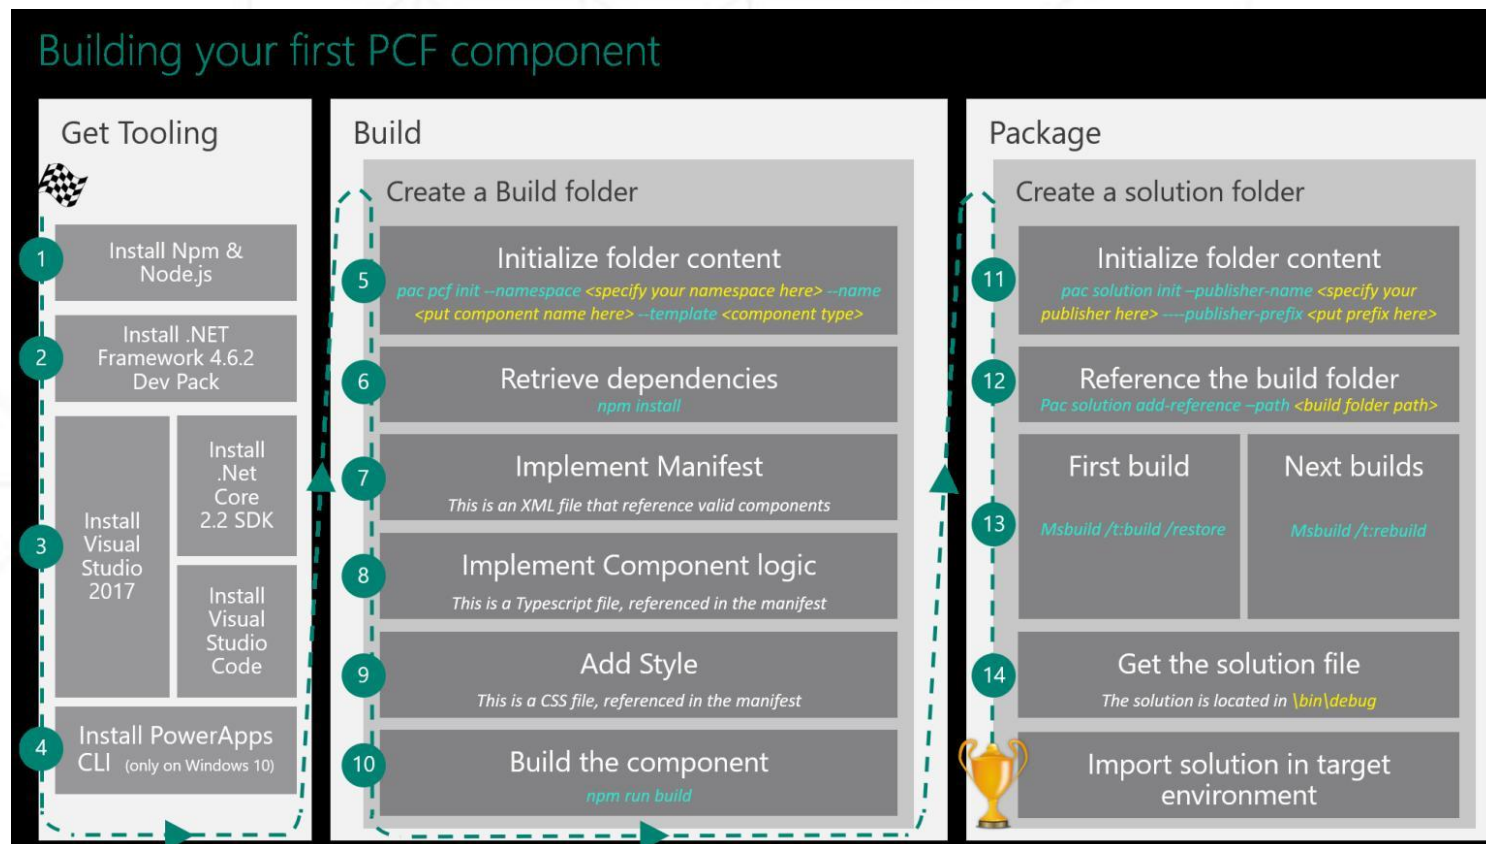 Building your first PCF component
Get Tooling
1
Install Npm &
Node.js
2
Install .NET
Framework 4.6.2
Dev Pack
3
Install
Visual
Studio
2017
Install
.Net
Core
2.2 SDK
Install
Visual
Studio
Code
4
Install PowerApps
CLI (only on Windows 10)
Build
Create a Build folder
5
Initialize folder content
pac pcf init --namespace <specify your namespace here> --name
<put component name here> --template <component type>
6
Retrieve dependencies
npm install
7
Implement Manifest
This is an XML file that reference valid components
8
Implement Component logic
This is a Typescript file, referenced in the manifest
9
Add Style
This is a CSS file, referenced in the manifest
10
Build the component
npm run build
Package
Create a solution folder
11
Initialize folder content
pac solution init –publisher-name <specify your
publisher here> ----publisher-prefix <put prefix here>
12
Reference the build folder
Pac solution add-reference –path <build folder path>
13
First build
Msbuild /t:build /restore
Next builds
Msbuild /t:rebuild
14
Get the solution file
The solution is located in \bin\debug
Import solution in target
environment